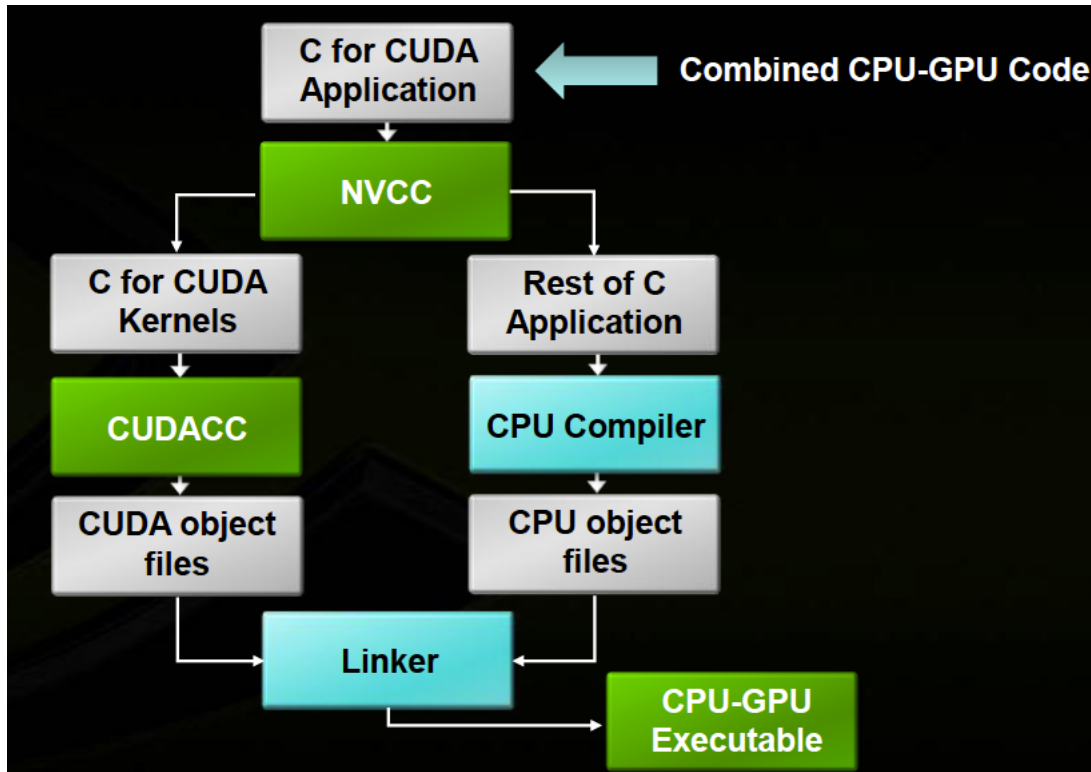 C for CUDA
Application
Combined CPU-GPU Code
NVCC
C for CUDA
Kernels
Rest of C
Application
CUDACC
CPU Compiler
CUDA object
files
CPU object
files
Linker
CPU-GPU
Executable